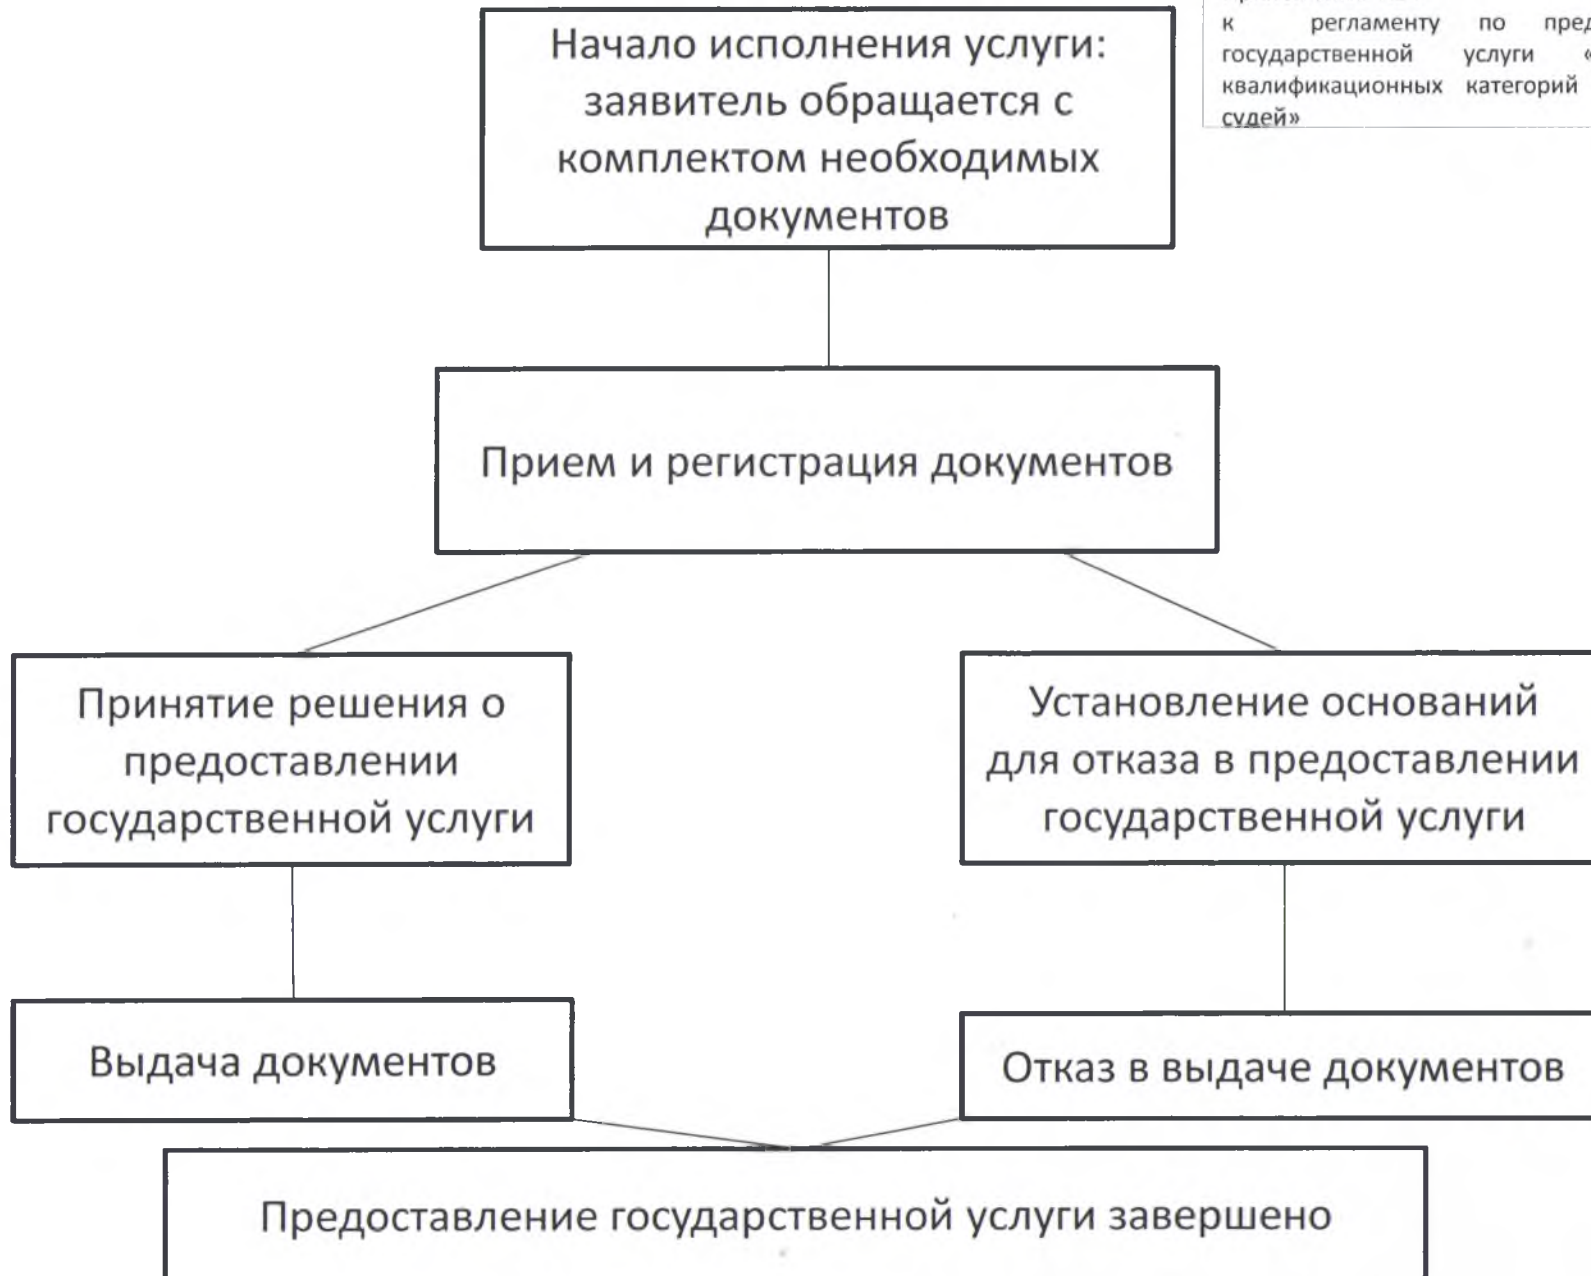 Начало исполнения услуги:
заявитель обращается с
комплектом необходимых
документов
к регламенту по
государственной услуги «
квалификационных категорий
судей»
Прием и регистрация документов
Принятие решения о
предоставлении
государственной услуги
Установление оснований
для отказа в предоставлении
государственной услуги
Выдача документов
Отказ в выдаче документов
Предоставление государственной услуги завершено